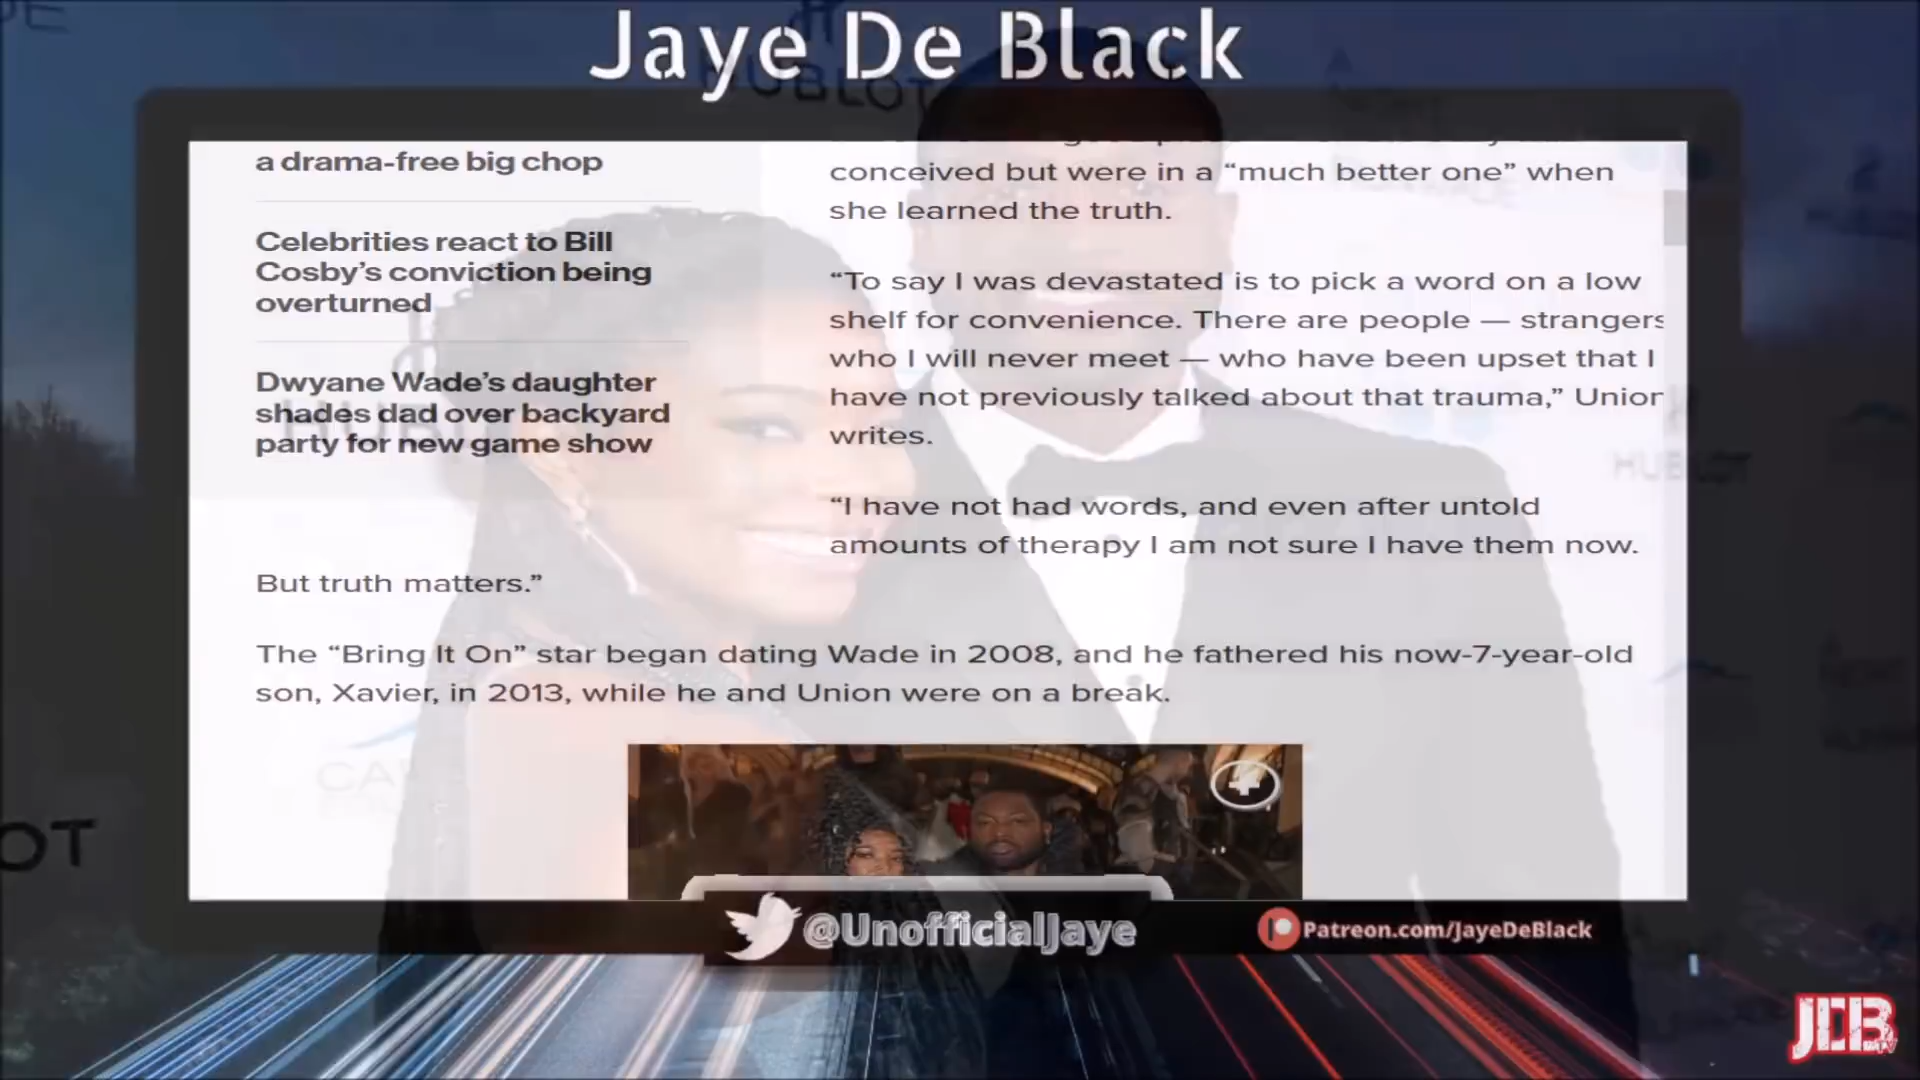 Jaye De Black
HUBLOT
a drama-free big chop
Celebrities react to Bill
Cosby's conviction being
overturned
Dwyane Wade's daughter
shades dad over backyard
party for new game show
conceived but were in a “much better one” when
she learned the truth.
“To say I was devastated is to pick a word on a low
shelf for convenience. There are people — strangers
who I will never meet — who have been upset that I
have not previously talked about that trauma,” Union
writes.
“I have not had words, and even after untold
amounts of therapy I am not sure I have them now.
But truth matters.”
The “Bring It On” star began dating Wade in 2008, and he fathered his now-7-year-old
son, Xavier, in 2013, while he and Union were on a break.
HUBLOT
OT
@UnofficialJaye
Patreon.com/JayeDeBlack
JDB
TV